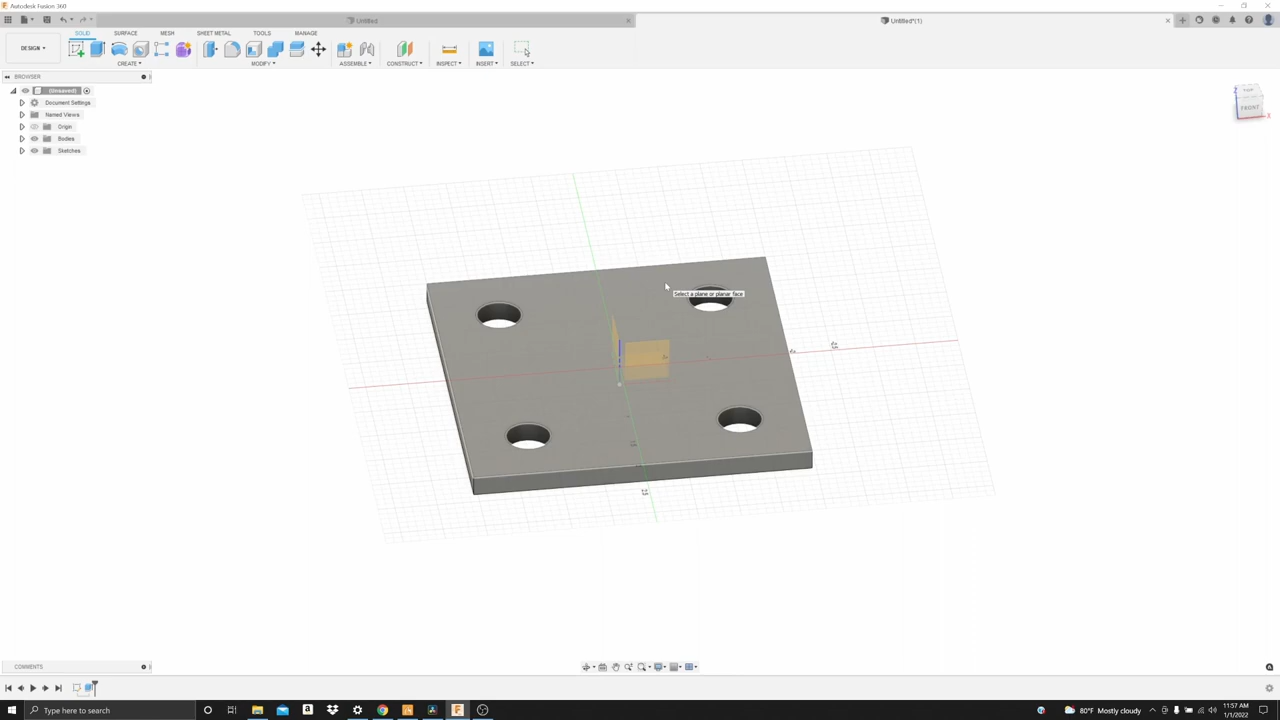 Autodesk Fusion 360
Untitled
Untitled*(1)
DESIGN
SOLID
SURFACE
MESH
SHEET METAL
TOOLS
MANAGE
CREATE
MODIFY
ASSEMBLE
CONSTRUCT
INSPECT
INSERT
SELECT
BROWSER
(Unsaved)
Document Settings
Named Views
Origin
Bodies
Sketches
Z
TOP
FRONT
X
Select a plane or planar face
COMMENTS
Type here to search
80°F Mostly cloudy
11:57 AM
1/1/2022